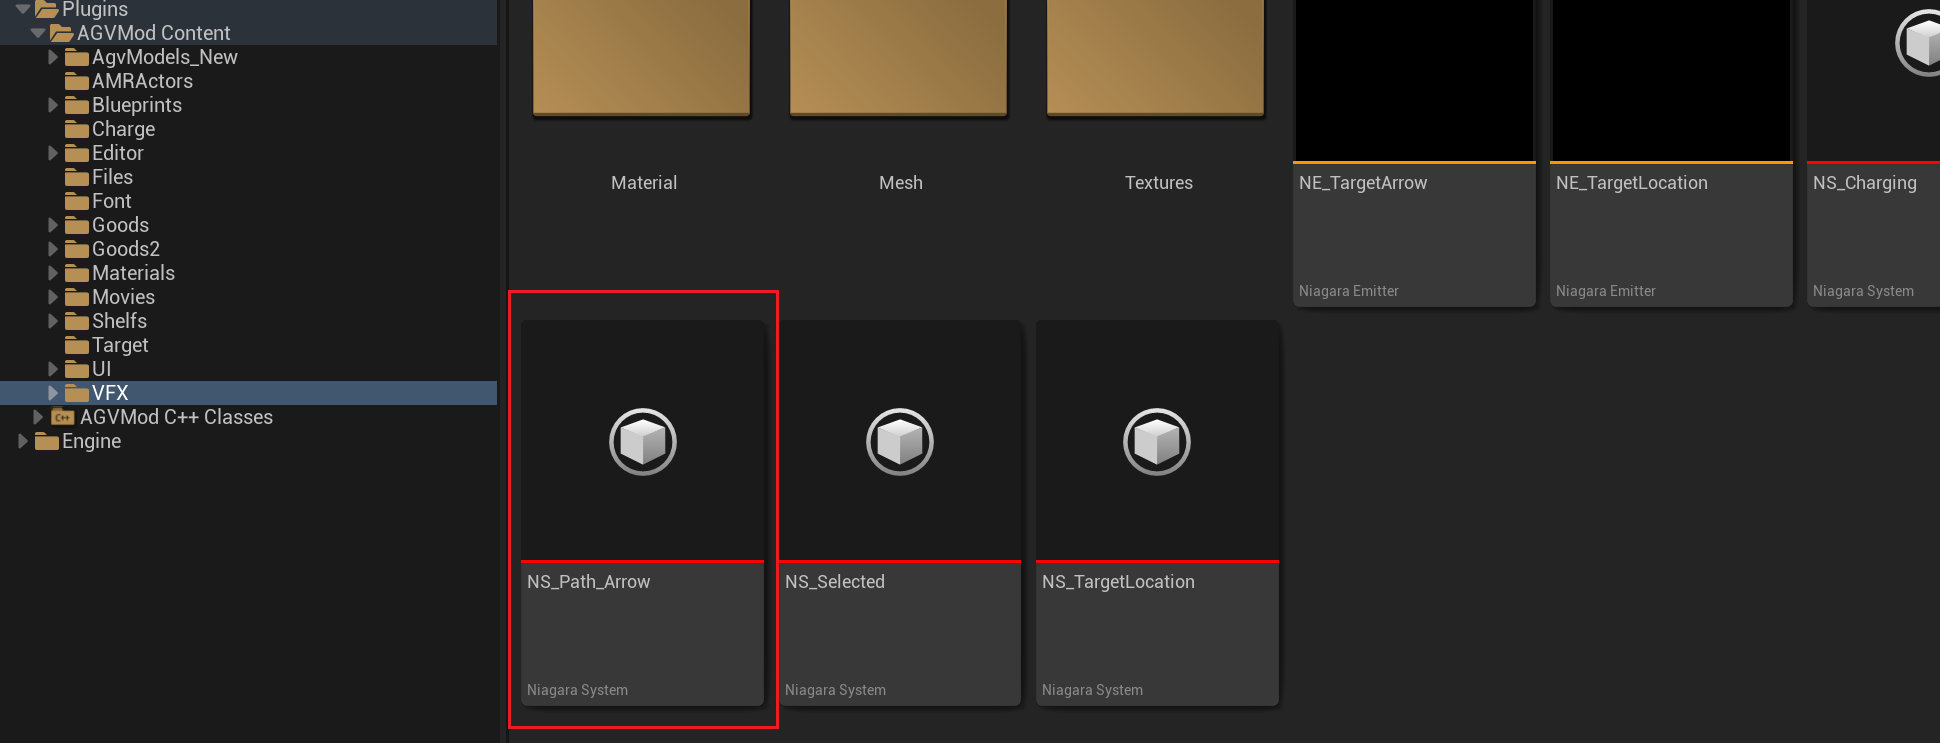 Plugins
AGVMod Content
AgvModels_New
AMRActors
Blueprints
Charge
Editor
Files
Font
Goods
Goods2
Materials
Movies
Shelfs
Target
UI
VFX
C++
AGVMod C++ Classes
Engine
Material
Mesh
Textures
NE_TargetArrow
Niagara Emitter
NE_TargetLocation
Niagara Emitter
NS_Charging
Niagara System
NS_Path_Arrow
Niagara System
NS_Selected
Niagara System
NS_TargetLocation
Niagara System